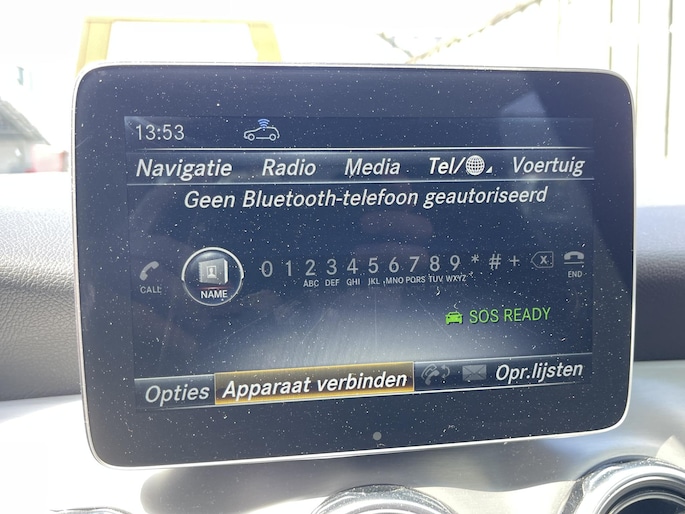 13:53
Navigatie Radio Media Tel/ Voertuig
Geen Bluetooth-telefoon geautoriseerd
0 1 2 3 4 5 6 7 8 9 * # +
ABC DEF GHI JKL MNO PQRS TUV WXYZ
CALL NAME END
SOS READY
Opties Apparaat verbinden Opr.lijsten